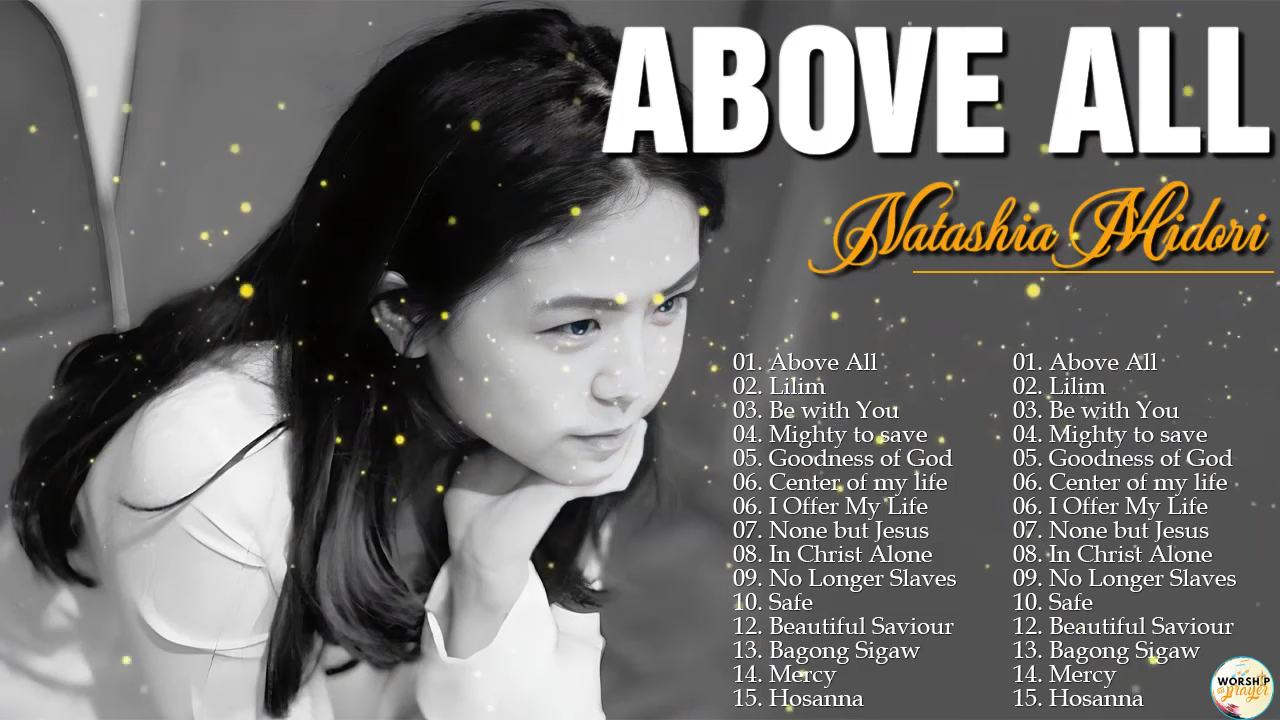 ABOVE ALL
Natashia Midori
01. Above All
02. Lilim
03. Be with You
04. Mighty to save
05. Goodness of God
06. Center of my life
06. I Offer My Life
07. None but Jesus
08. In Christ Alone
09. No Longer Slaves
10. Safe
12. Beautiful Saviour
13. Bagong Sigaw
14. Mercy
15. Hosanna
01. Above All
02. Lilim
03. Be with You
04. Mighty to save
05. Goodness of God
06. Center of my life
06. I Offer My Life
07. None but Jesus
08. In Christ Alone
09. No Longer Slaves
10. Safe
12. Beautiful Saviour
13. Bagong Sigaw
14. Mercy
15. Hosanna
WORSHIP
prayer